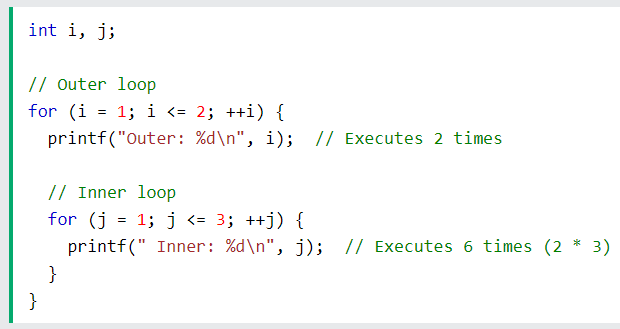 int i, j;

// Outer loop
for (i = 1; i <= 2; ++i) {
  printf("Outer: %d\n", i);  // Executes 2 times

  // Inner loop
  for (j = 1; j <= 3; ++j) {
    printf(" Inner: %d\n", j);  // Executes 6 times (2 * 3)
  }
}